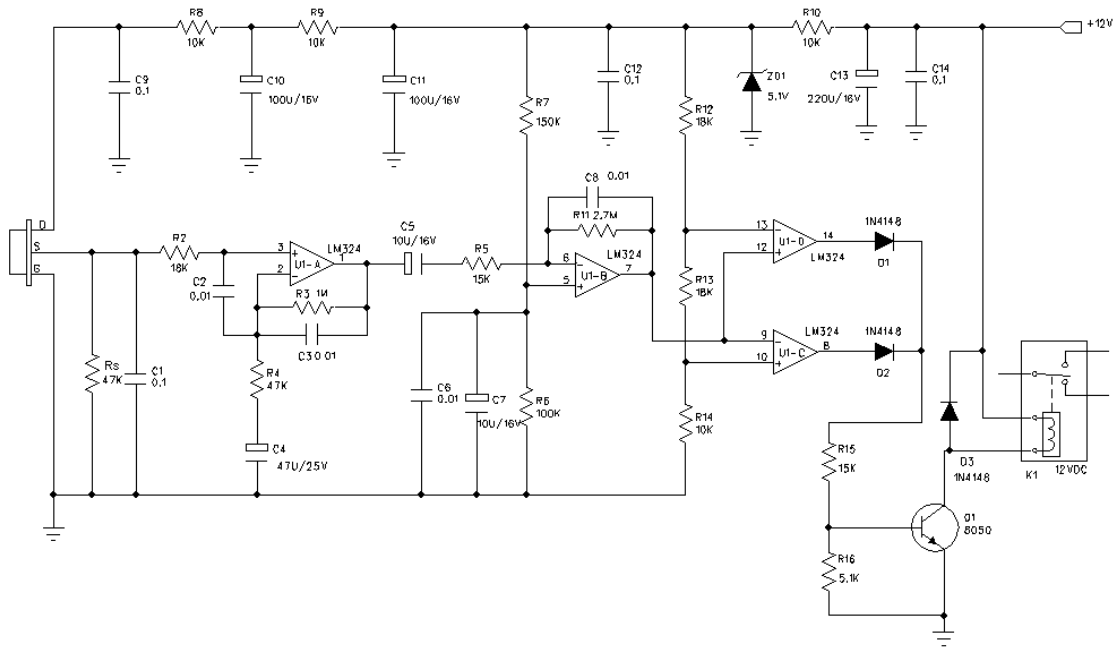 R8
10K
R9
10K
R10
10K
+12V
C9
0.1
C10
100U/16V
C11
100U/16V
C12
0.1
ZD1
5.1V
C13
220U/16V
C14
0.1
R7
150K
R12
18K
C8 0.01
R11 2.7M
LM324
D
S
G
R2
18K
3
+
2
-
U1-A
1
LM324
C5
10U/16V
R5
15K
6
-
5
+
U1-B
7
13
-
12
+
U1-D
14
LM324
1N4148
D1
C2
0.01
R3 1M
C3 0.01
R13
18K
9
-
10
+
U1-C
8
LM324
1N4148
D2
Rs
47K
C1
0.1
R4
47K
C4
47U/25V
C6
0.01
C7
10U/16V
R6
100K
R14
10K
R15
15K
D3
1N4148
K1
12VDC
Q1
8050
R16
5.1K